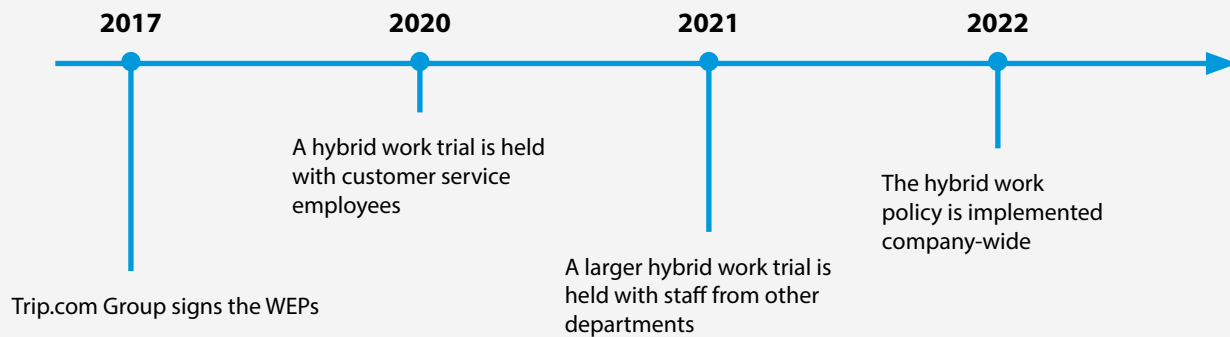 2017
2020
2021
2022
A hybrid work trial is held
with customer service
employees
The hybrid work
policy is implemented
company-wide
A larger hybrid work trial is
held with staff from other
departments
Trip.com Group signs the WEPs